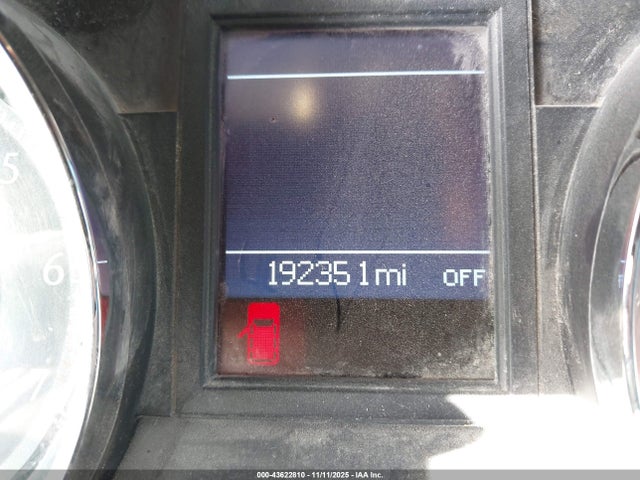 5
6
192351mi OFF
000-43622810 - 11/11/2025 - IAA Inc.